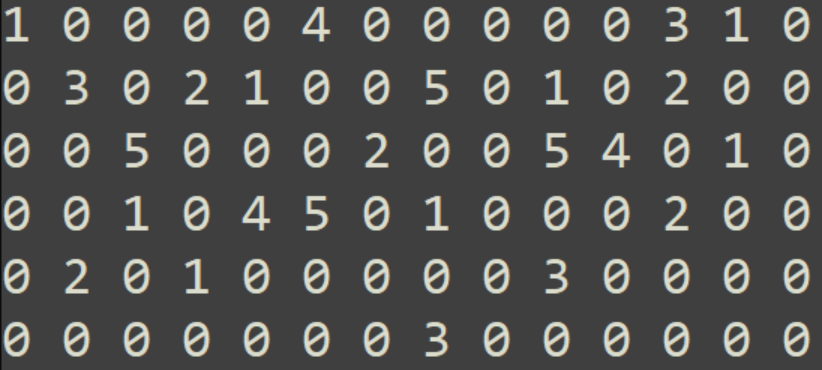 1 0 0 0 0 4 0 0 0 0 0 3 1 0
0 3 0 2 1 0 0 5 0 1 0 2 0 0
0 0 5 0 0 0 2 0 0 5 4 0 1 0
0 0 1 0 4 5 0 1 0 0 0 2 0 0
0 2 0 1 0 0 0 0 0 3 0 0 0 0
0 0 0 0 0 0 0 3 0 0 0 0 0 0